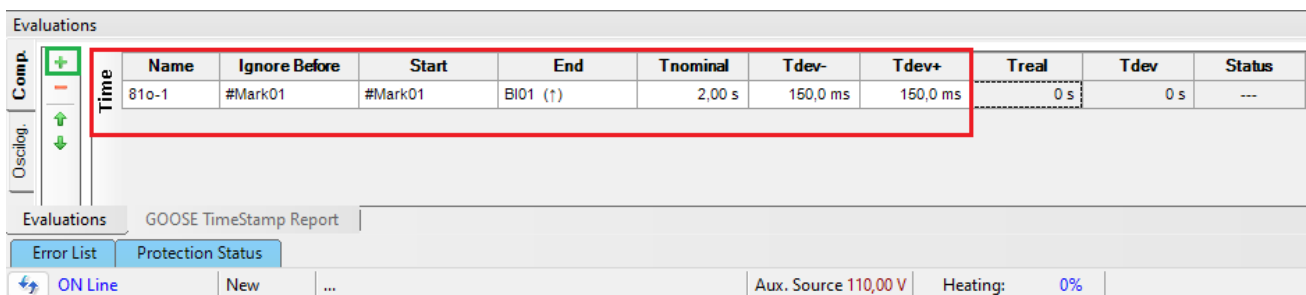 Evaluations
Comp.
Oscilog.
Time
Name Ignore Before Start End Tnominal Tdev- Tdev+ Treal Tdev Status
81o-1 #Mark01 #Mark01 BI01 (↑) 2,00 s 150,0 ms 150,0 ms 0 s 0 s ---
Evaluations GOOSE TimeStamp Report
Error List Protection Status
ON Line New ... Aux. Source 110,00 V Heating: 0%